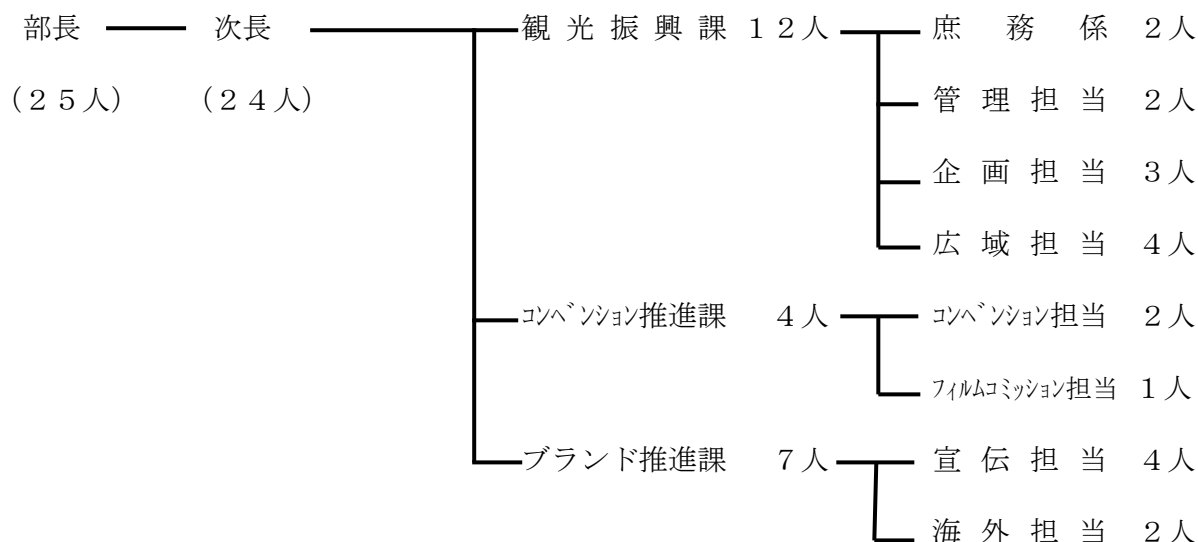 部長 次長 観光振興課 12人 庶務係 2人
(25人) (24人) 管理担当 2人
企画担当 3人
広域担当 4人
コンベンション推進課 4人 コンベンション担当 2人
フィルムコミッション担当 1人
ブランド推進課 7人 宣伝担当 4人
海外担当 2人